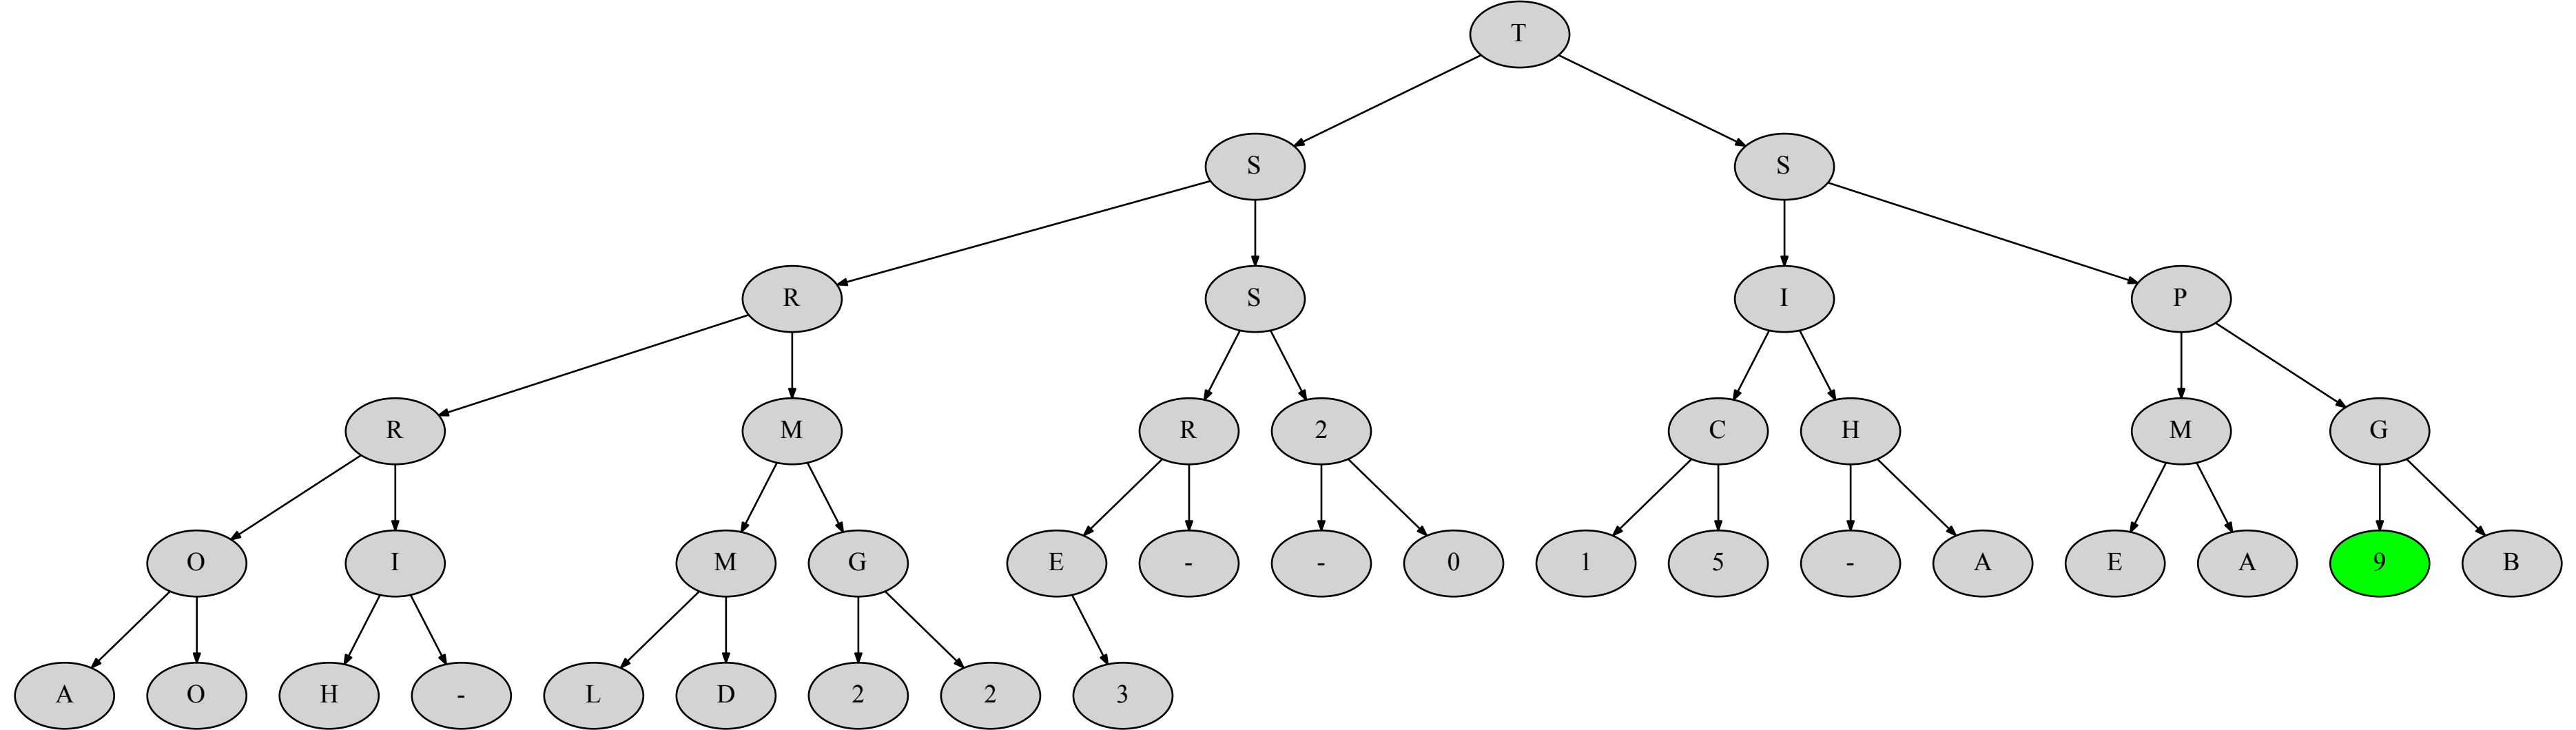 T
S S
R S I P
R M R 2 C H M G
O I M G E - - 0 1 5 - A E A 9 B
A O H - L D 2 2 3